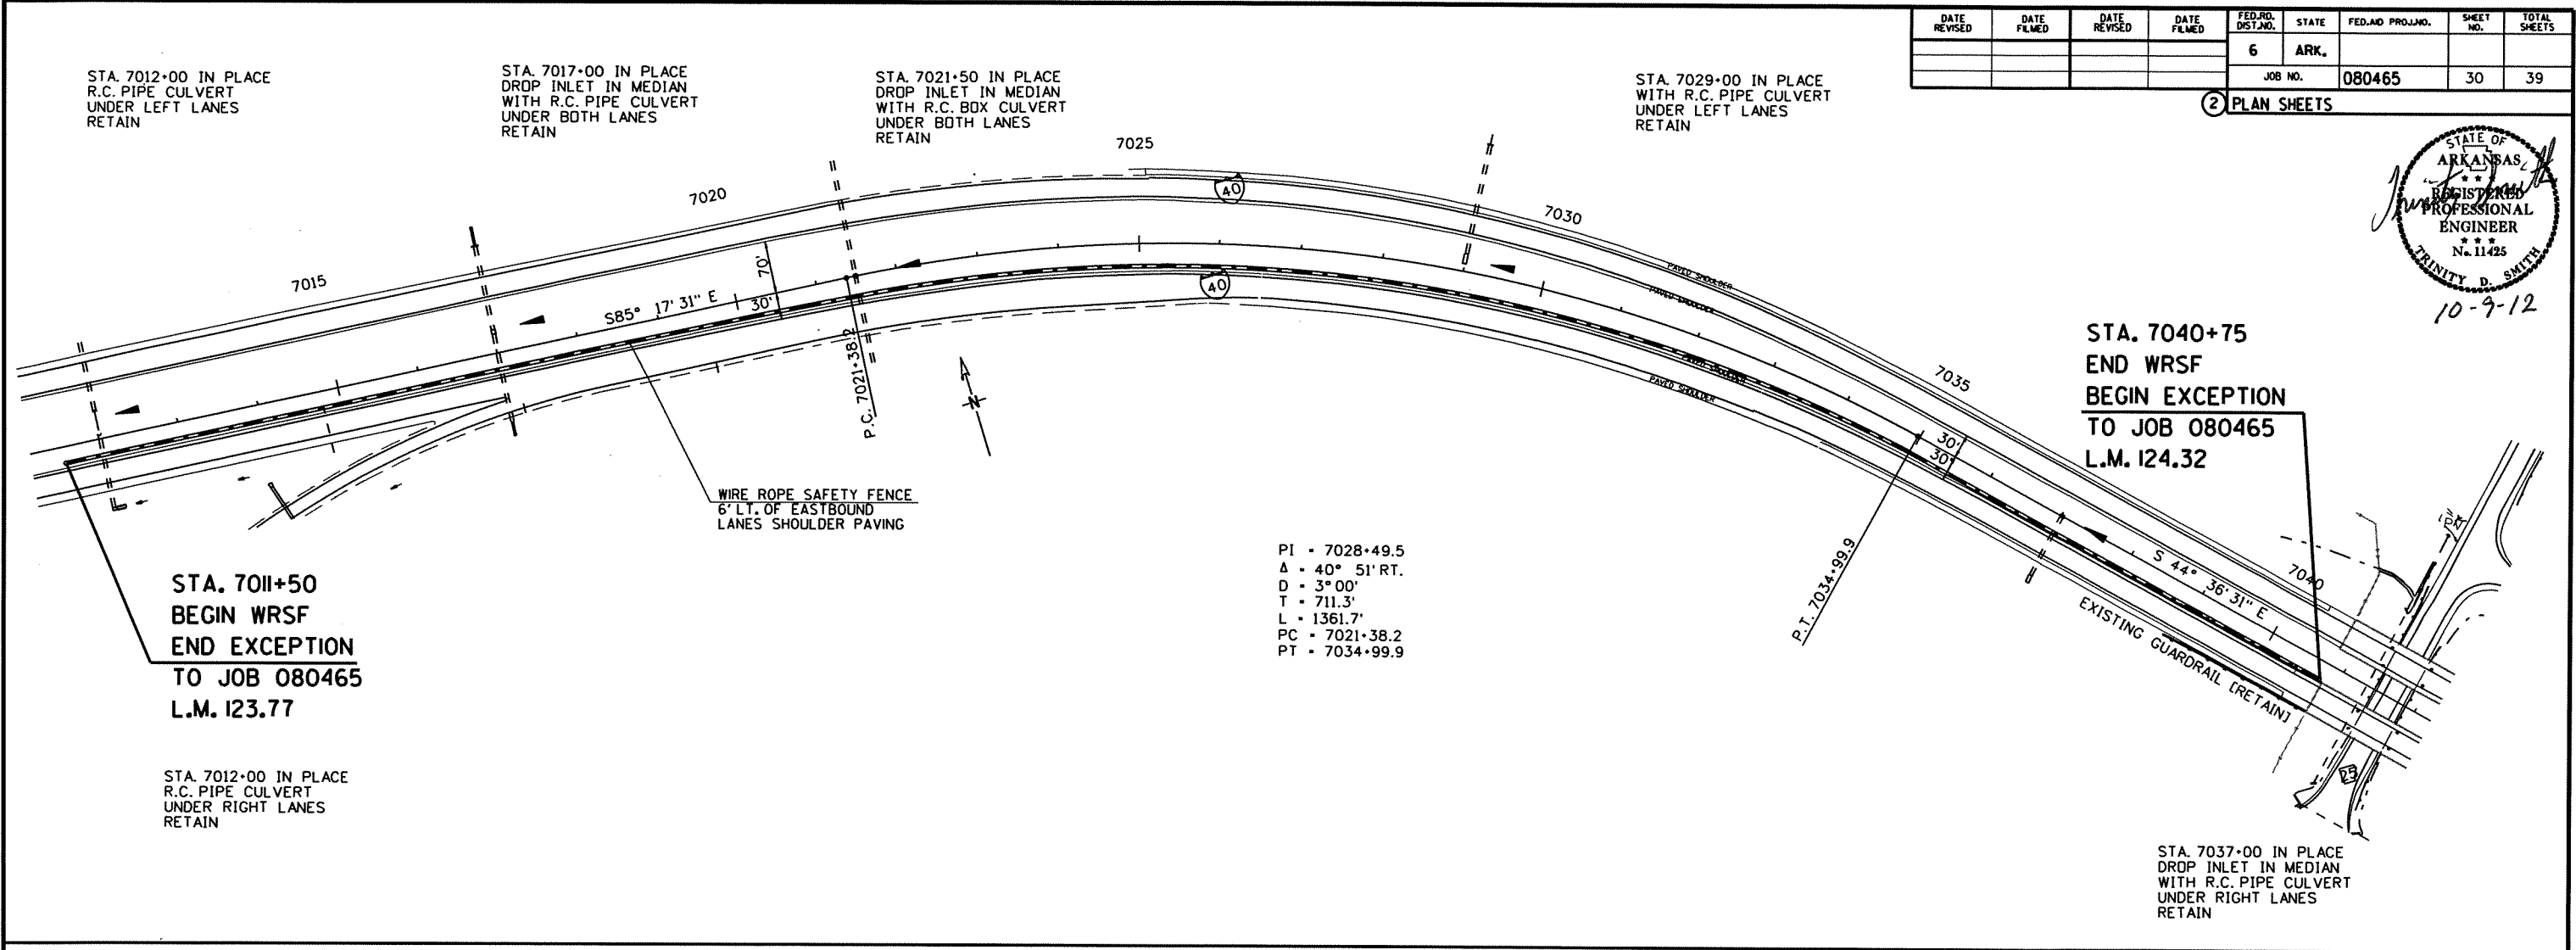 DATE REVISED
DATE FILMED
DATE REVISED
DATE FILMED
FED.RD. DIST.NO.
STATE
FED.AID PROJ.NO.
SHEET NO.
TOTAL SHEETS
6
ARK.
JOB NO.
080465
30
39
2 PLAN SHEETS
STATE OF
ARKANSAS
* * *
REGISTERED
PROFESSIONAL
ENGINEER
* * *
No. 11425
TRINITY D. SMITH
10-9-12
STA. 7012+00 IN PLACE
R.C. PIPE CULVERT
UNDER LEFT LANES
RETAIN
STA. 7017+00 IN PLACE
DROP INLET IN MEDIAN
WITH R.C. PIPE CULVERT
UNDER BOTH LANES
RETAIN
STA. 7021+50 IN PLACE
DROP INLET IN MEDIAN
WITH R.C. BOX CULVERT
UNDER BOTH LANES
RETAIN
STA. 7029+00 IN PLACE
WITH R.C. PIPE CULVERT
UNDER LEFT LANES
RETAIN
7015
7020
7025
7030
7035
7040
40
40
70'
30'
S85° 17' 31" E
P.C. 7021+38.2
N
PAVED SHOULDER
PAVED SHOULDER
PAVED SHOULDER
PAVED SHOULDER
30'
30'
P.T. 7034+99.9
S 44° 36' 31" E
EXISTING GUARDRAIL [RETAIN]
25
WIRE ROPE SAFETY FENCE
6' LT. OF EASTBOUND
LANES SHOULDER PAVING
STA. 7040+75
END WRSF
BEGIN EXCEPTION
TO JOB 080465
L.M. 124.32
STA. 7011+50
BEGIN WRSF
END EXCEPTION
TO JOB 080465
L.M. 123.77
PI = 7028+49.5
Δ = 40° 51' RT.
D = 3°00'
T = 711.3'
L = 1361.7'
PC = 7021+38.2
PT = 7034+99.9
STA. 7012+00 IN PLACE
R.C. PIPE CULVERT
UNDER RIGHT LANES
RETAIN
STA. 7037+00 IN PLACE
DROP INLET IN MEDIAN
WITH R.C. PIPE CULVERT
UNDER RIGHT LANES
RETAIN